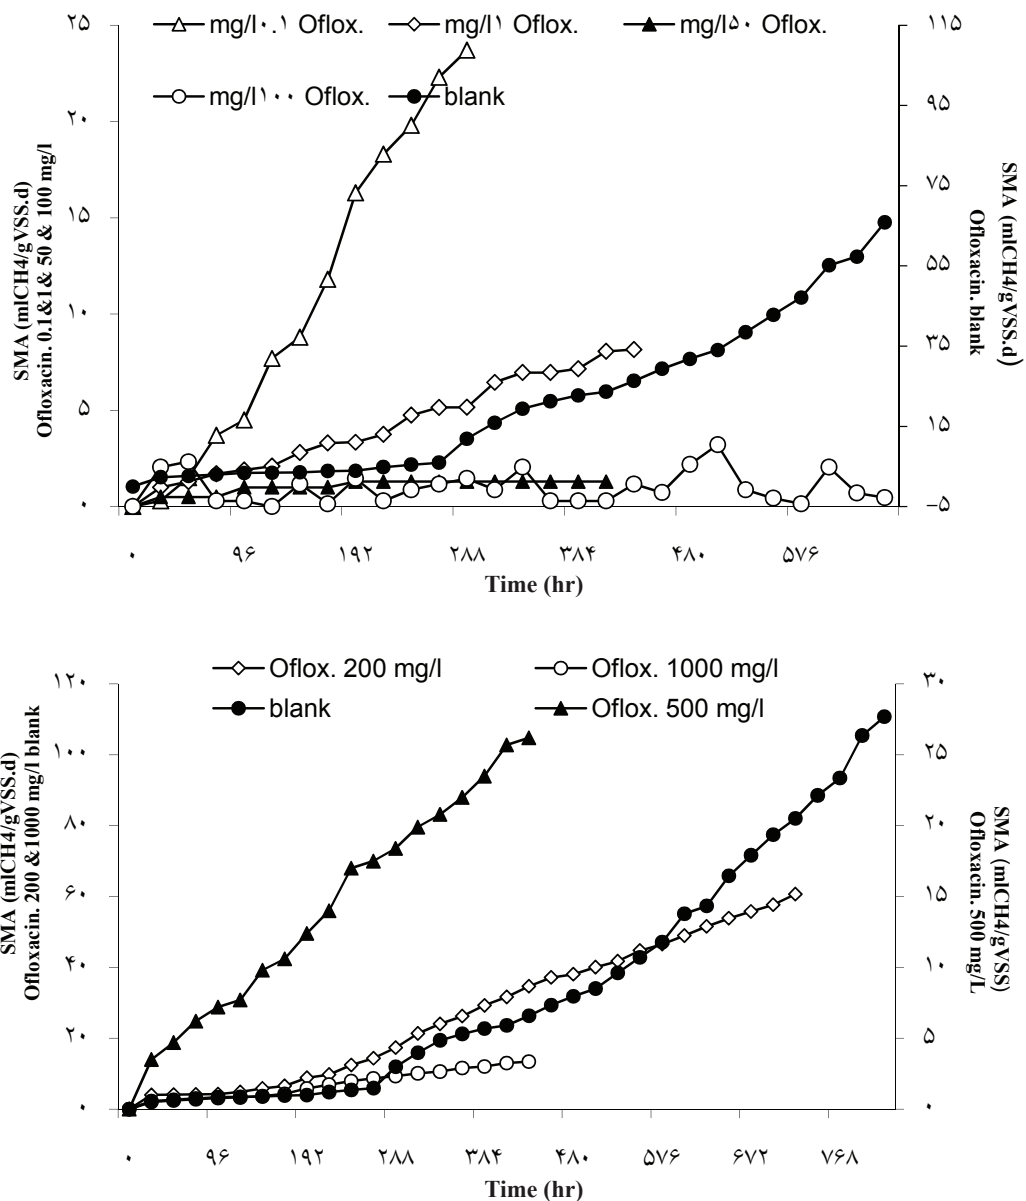 mg/l۰.۱ Oflox. mg/l۱ Oflox. mg/l۵۰ Oflox.
mg/l۱۰۰ Oflox. blank
SMA (mlCH4/gVSS.d)
Ofloxacin. 0.1&1& 50 & 100 mg/l
۲۵
۲۰
۱۵
۱۰
۵
۰
۱۱۵
۹۵
۷۵
۵۵
۳۵
۱۵
−۵
SMA (mlCH4/gVSS.d)
Ofloxacin. blank
۰ ۹۶ ۱۹۲ ۲۸۸ ۳۸۴ ۴۸۰ ۵۷۶
Time (hr)
Oflox. 200 mg/l Oflox. 1000 mg/l
blank Oflox. 500 mg/l
SMA (mlCH4/gVSS.d)
Ofloxacin. 200 &1000 mg/l blank
۱۲۰
۱۰۰
۸۰
۶۰
۴۰
۲۰
۰
۳۰
۲۵
۲۰
۱۵
۱۰
۵
۰
SMA (mlCH4/gVSS)
Ofloxacin. 500 mg/L
۰ ۹۶ ۱۹۲ ۲۸۸ ۳۸۴ ۴۸۰ ۵۷۶ ۶۷۲ ۷۶۸
Time (hr)